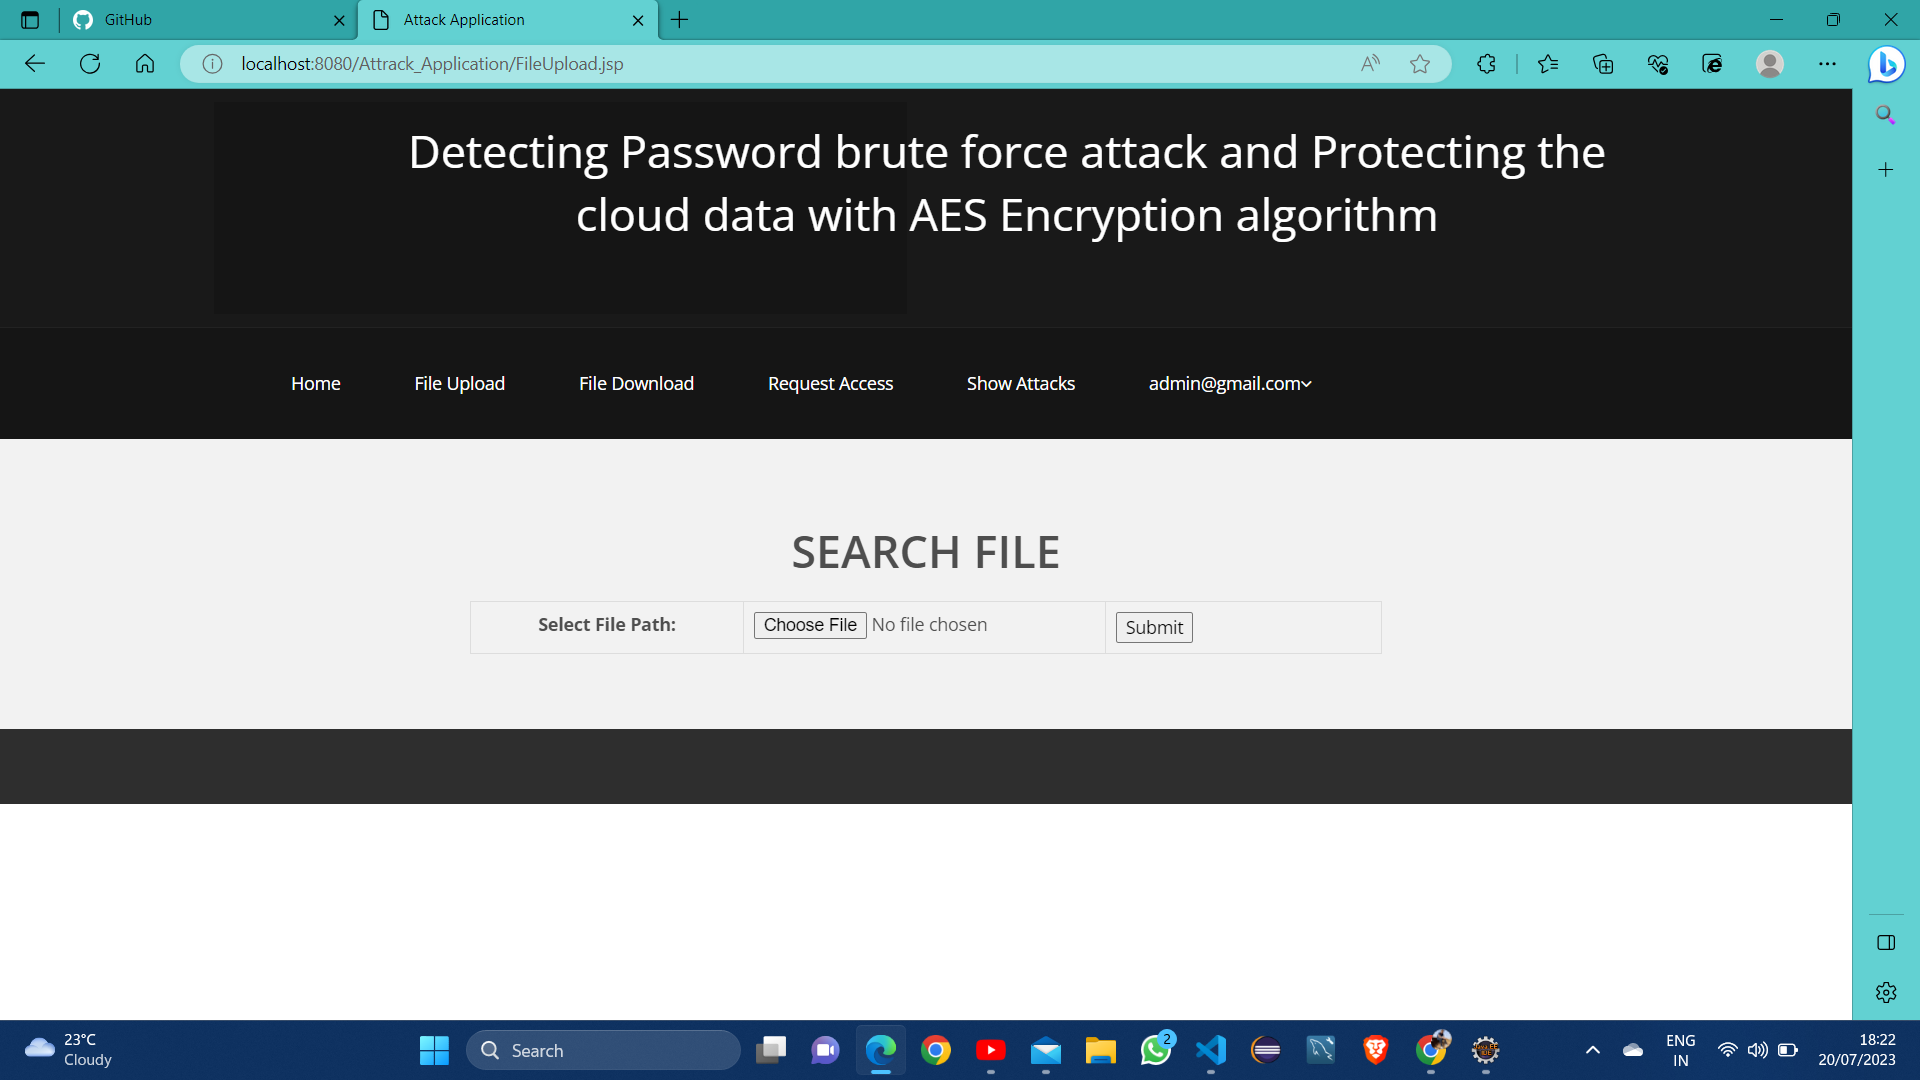 GitHub
Attack Application
localhost:8080/Attrack_Application/FileUpload.jsp
Detecting Password brute force attack and Protecting the
cloud data with AES Encryption algorithm
Home File Upload File Download Request Access Show Attacks admin@gmail.com
SEARCH FILE
Select File Path: Choose File No file chosen Submit
23°C
Cloudy
Search
2
ENG
IN
18:22
20/07/2023